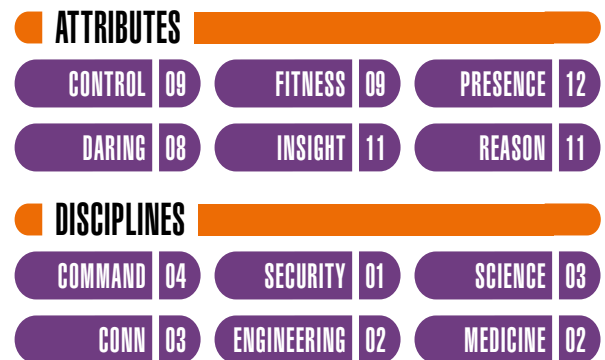 ATTRIBUTES
CONTROL 09 FITNESS 09 PRESENCE 12
DARING 08 INSIGHT 11 REASON 11
DISCIPLINES
COMMAND 04 SECURITY 01 SCIENCE 03
CONN 03 ENGINEERING 02 MEDICINE 02